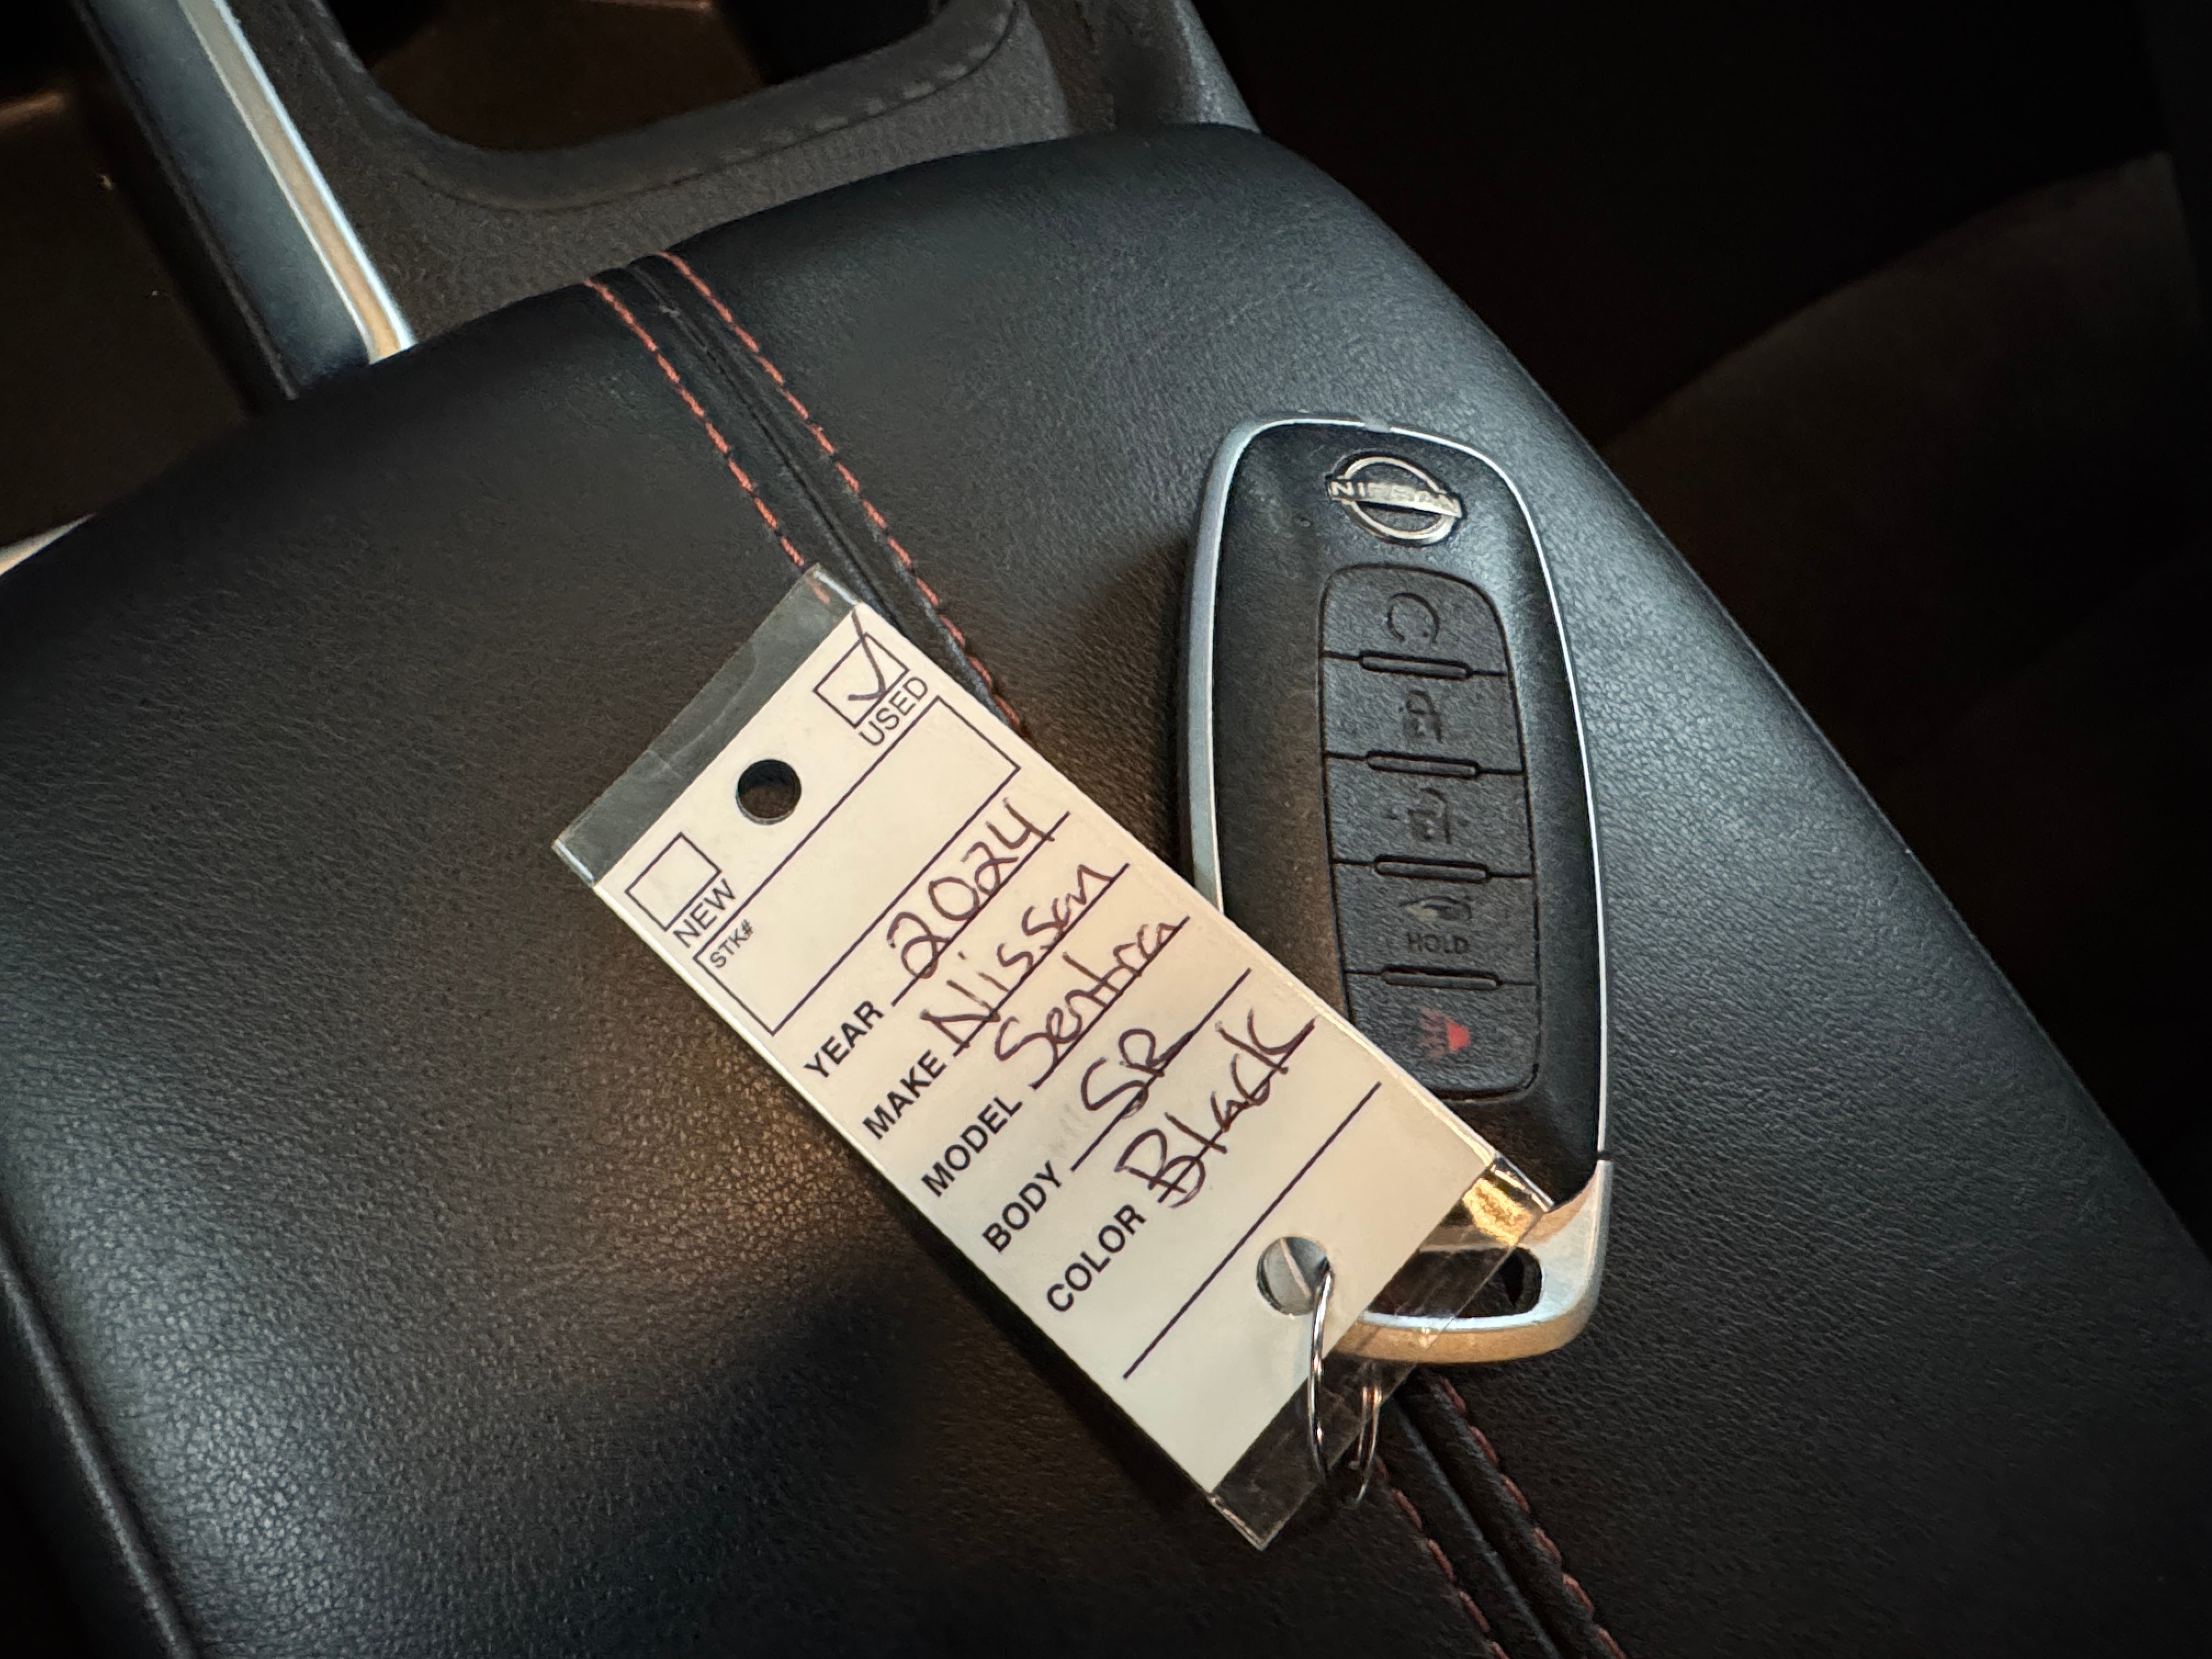 NEW
USED
STK#
YEAR 2024
MAKE Nissan
MODEL Sentra
BODY SR
COLOR Black
NISSAN
HOLD